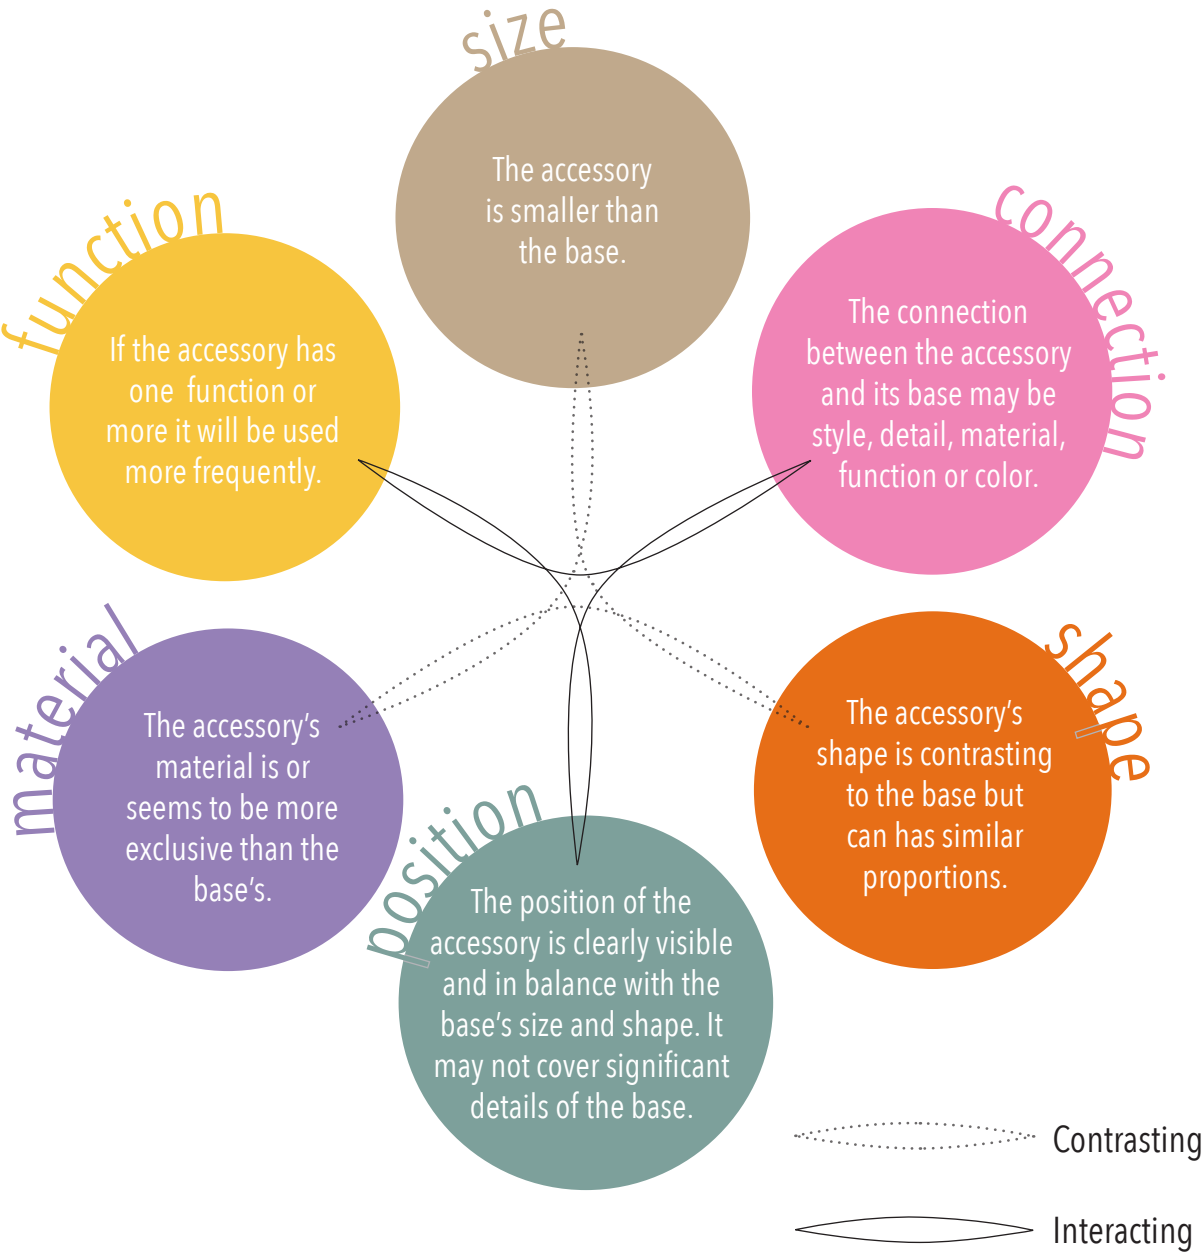 size
The accessory
is smaller than
the base.
connection
The connection
between the accessory
and its base may be
style, detail, material,
function or color.
function
If the accessory has
one function or
more it will be used
more frequently.
shape
The accessory's
shape is contrasting
to the base but
can has similar
proportions.
material
The accessory's
material is or
seems to be more
exclusive than the
base's.
position
The position of the
accessory is clearly visible
and in balance with the
base's size and shape. It
may not cover significant
details of the base.
Contrasting
Interacting